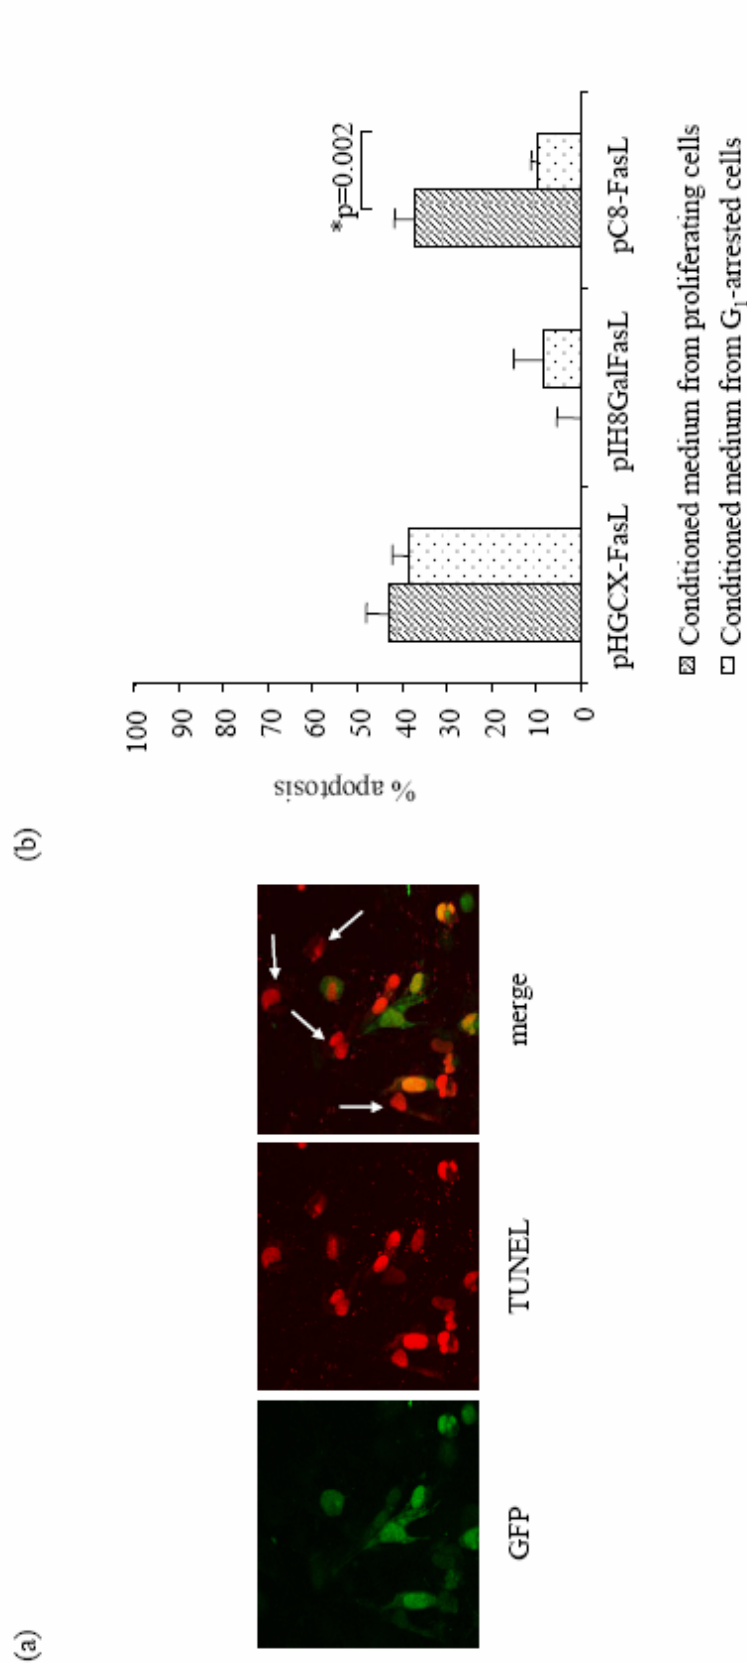 (a)
GFP
TUNEL
merge
(b)
% apoptosis
100
90
80
70
60
50
40
30
20
10
0
*p=0.002
pHGCX-FasL
pIH8GalFasL
pC8-FasL
Conditioned medium from proliferating cells
Conditioned medium from G₁-arrested cells